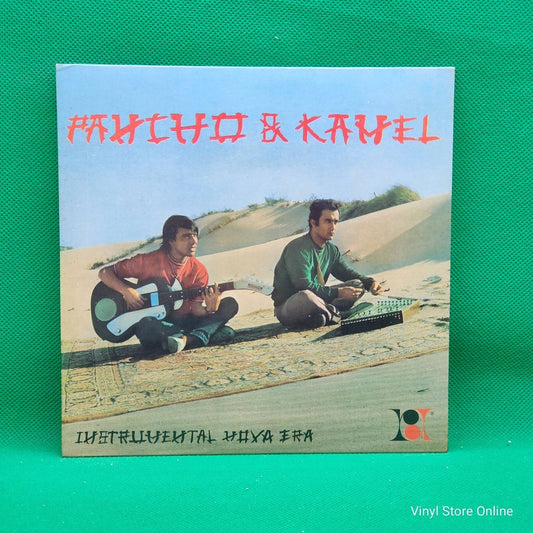 PANCHO & KAMEL
INSTRUMENTAL NOVA ERA
Vinyl Store Online